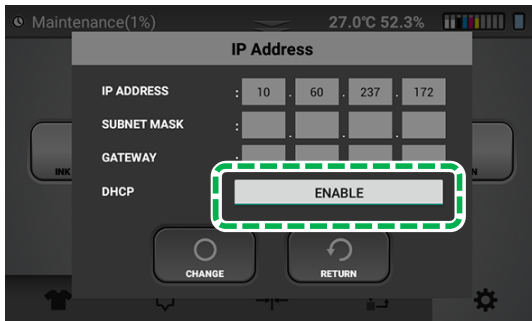 Maintenance(1%) 27.0℃ 52.3%
IP Address
IP ADDRESS : 10 . 60 . 237 . 172
SUBNET MASK : . . .
GATEWAY : . . .
DHCP ENABLE
INK
N
CHANGE RETURN